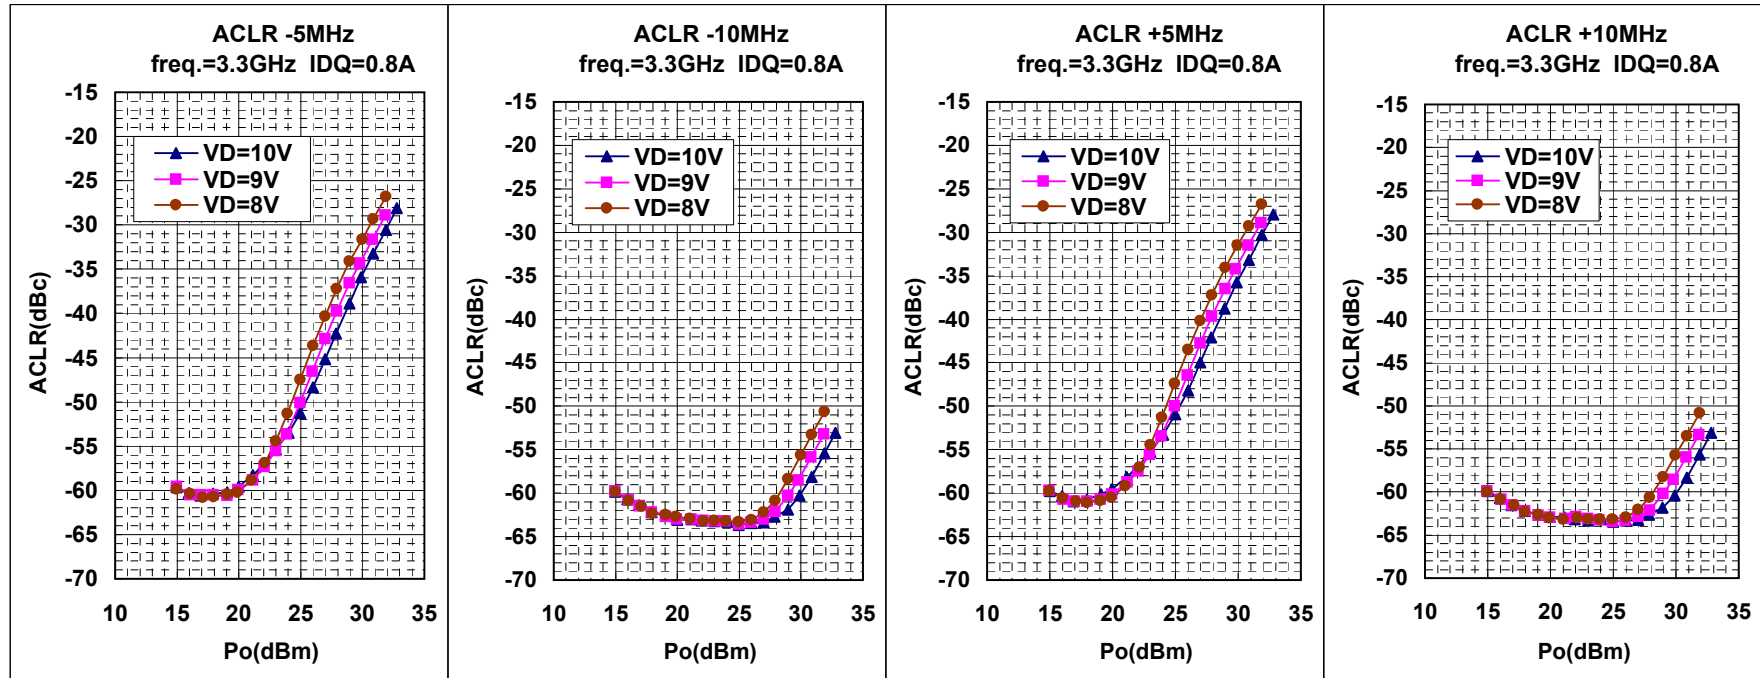 ACLR -5MHz
freq.=3.3GHz IDQ=0.8A
-15
-20
-25
-30
-35
-40
-45
-50
-55
-60
-65
-70
ACLR(dBc)
VD=10V
VD=9V
VD=8V
10 15 20 25 30 35
Po(dBm)
ACLR -10MHz
freq.=3.3GHz IDQ=0.8A
-15
-20
-25
-30
-35
-40
-45
-50
-55
-60
-65
-70
ACLR(dBc)
VD=10V
VD=9V
VD=8V
10 15 20 25 30 35
Po(dBm)
ACLR +5MHz
freq.=3.3GHz IDQ=0.8A
-15
-20
-25
-30
-35
-40
-45
-50
-55
-60
-65
-70
ACLR(dBc)
VD=10V
VD=9V
VD=8V
10 15 20 25 30 35
Po(dBm)
ACLR +10MHz
freq.=3.3GHz IDQ=0.8A
-15
-20
-25
-30
-35
-40
-45
-50
-55
-60
-65
-70
ACLR(dBc)
VD=10V
VD=9V
VD=8V
10 15 20 25 30 35
Po(dBm)